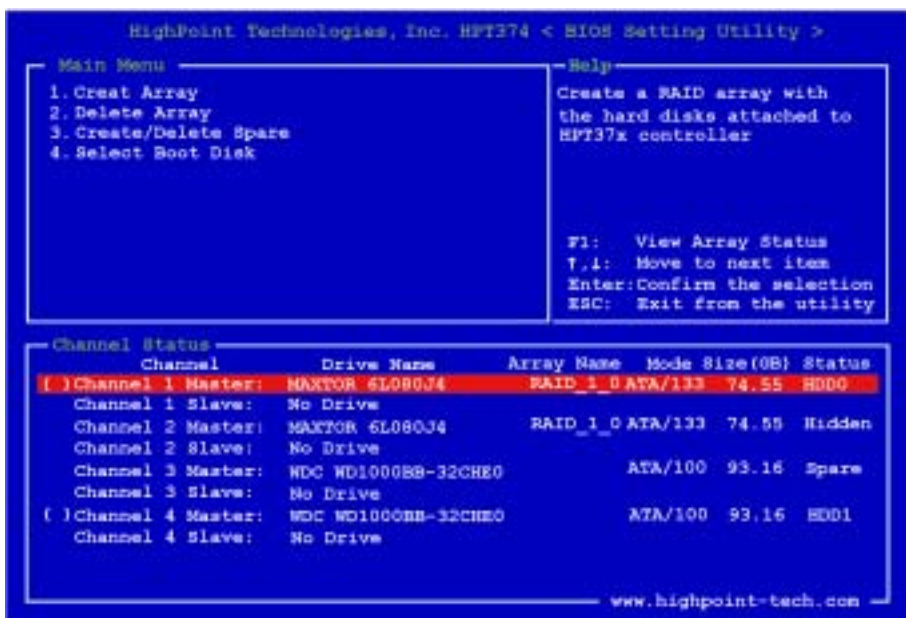 HighPoint Technologies, Inc. HPT374 < BIOS Setting Utility >
Main Menu
1. Creat Array
2. Delete Array
3. Create/Delete Spare
4. Select Boot Disk
Help
Create a RAID array with
the hard disks attached to
HPT37x controller
F1: View Array Status
↑,↓: Move to next item
Enter:Confirm the selection
ESC: Exit from the utility
Channel Status
Channel Drive Name Array Name Mode Size(GB) Status
[ ]Channel 1 Master: MAXTOR 6L080J4 RAID_1_0 ATA/133 74.55 HDD0
Channel 1 Slave: No Drive
Channel 2 Master: MAXTOR 6L080J4 RAID_1_0 ATA/133 74.55 Hidden
Channel 2 Slave: No Drive
Channel 3 Master: WDC WD1000BB-32CHE0 ATA/100 93.16 Spare
Channel 3 Slave: No Drive
[ ]Channel 4 Master: WDC WD1000BB-32CHE0 ATA/100 93.16 HDD1
Channel 4 Slave: No Drive
www.highpoint-tech.com